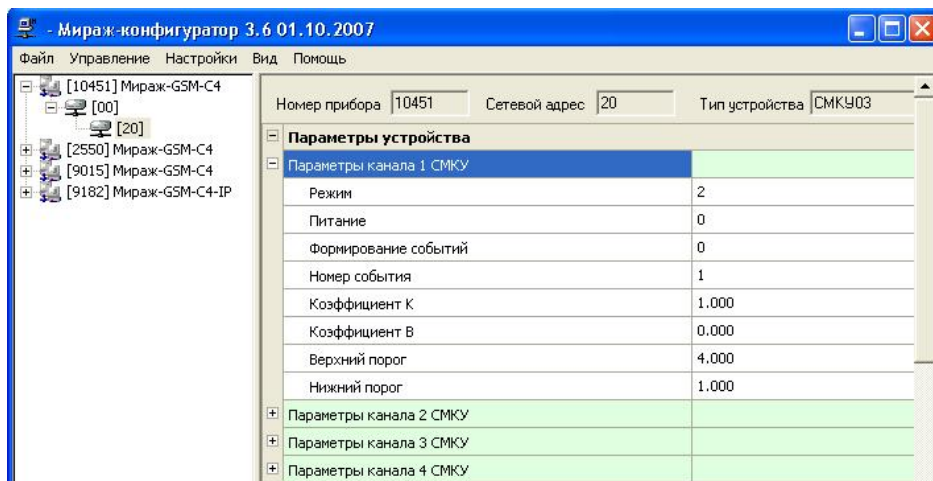 - Мираж-конфигуратор 3.6 01.10.2007
Файл Управление Настройки Вид Помощь
[10451] Мираж-GSM-C4
[00]
[20]
[2550] Мираж-GSM-C4
[9015] Мираж-GSM-C4
[9182] Мираж-GSM-C4-IP
Номер прибора 10451 Сетевой адрес 20 Тип устройства СМКУ03
Параметры устройства
Параметры канала 1 СМКУ
Режим 2
Питание 0
Формирование событий 0
Номер события 1
Коэффициент К 1.000
Коэффициент В 0.000
Верхний порог 4.000
Нижний порог 1.000
Параметры канала 2 СМКУ
Параметры канала 3 СМКУ
Параметры канала 4 СМКУ